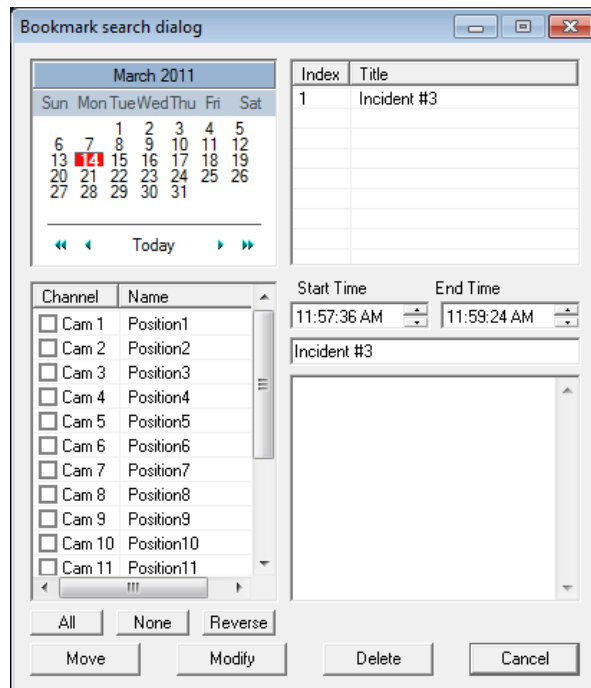 Bookmark search dialog
March 2011
Sun Mon Tue Wed Thu Fri Sat
1 2 3 4 5
6 7 8 9 10 11 12
13 14 15 16 17 18 19
20 21 22 23 24 25 26
27 28 29 30 31
Today
Index Title
1 Incident #3
Channel Name
Cam 1 Position1
Cam 2 Position2
Cam 3 Position3
Cam 4 Position4
Cam 5 Position5
Cam 6 Position6
Cam 7 Position7
Cam 8 Position8
Cam 9 Position9
Cam 10 Position10
Cam 11 Position11
Start Time End Time
11:57:36 AM 11:59:24 AM
Incident #3
All None Reverse
Move Modify Delete Cancel